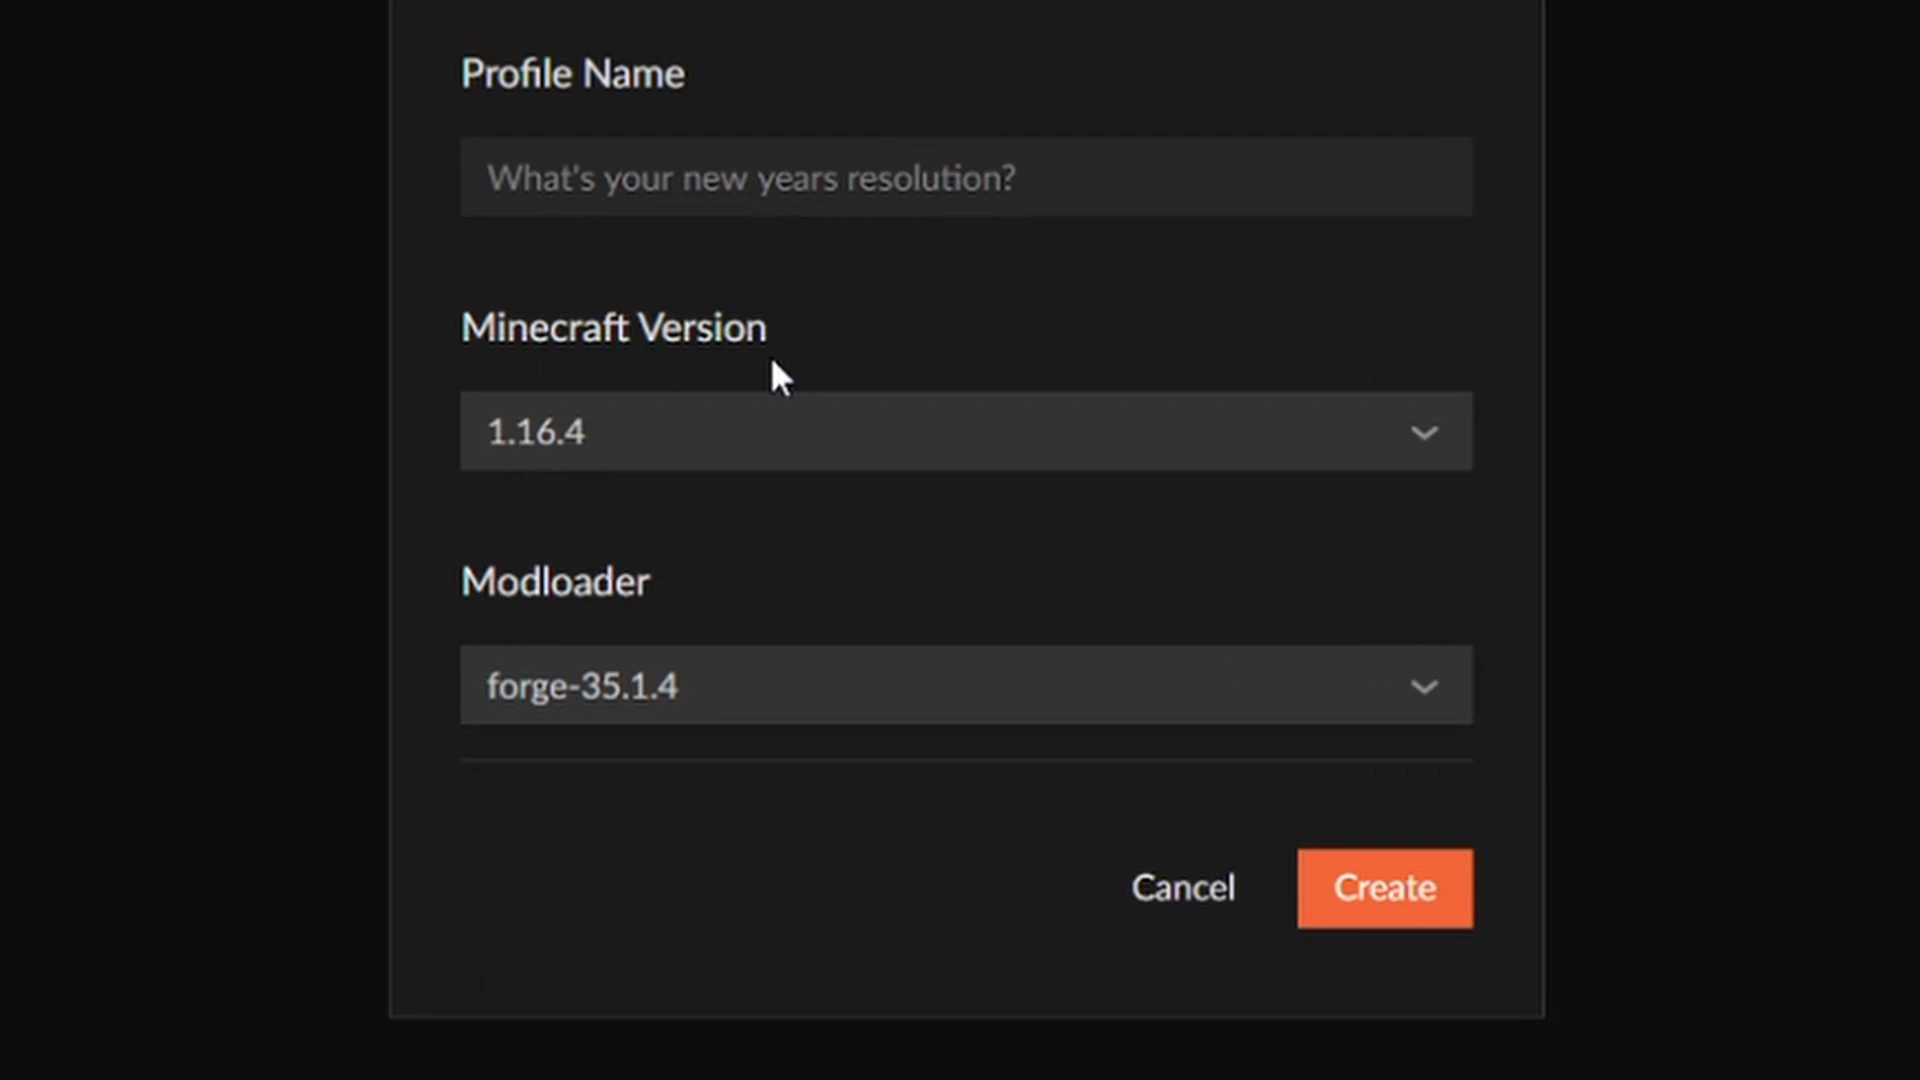 Profile Name
What's your new years resolution?
Minecraft Version
1.16.4
Modloader
forge-35.1.4
Cancel
Create